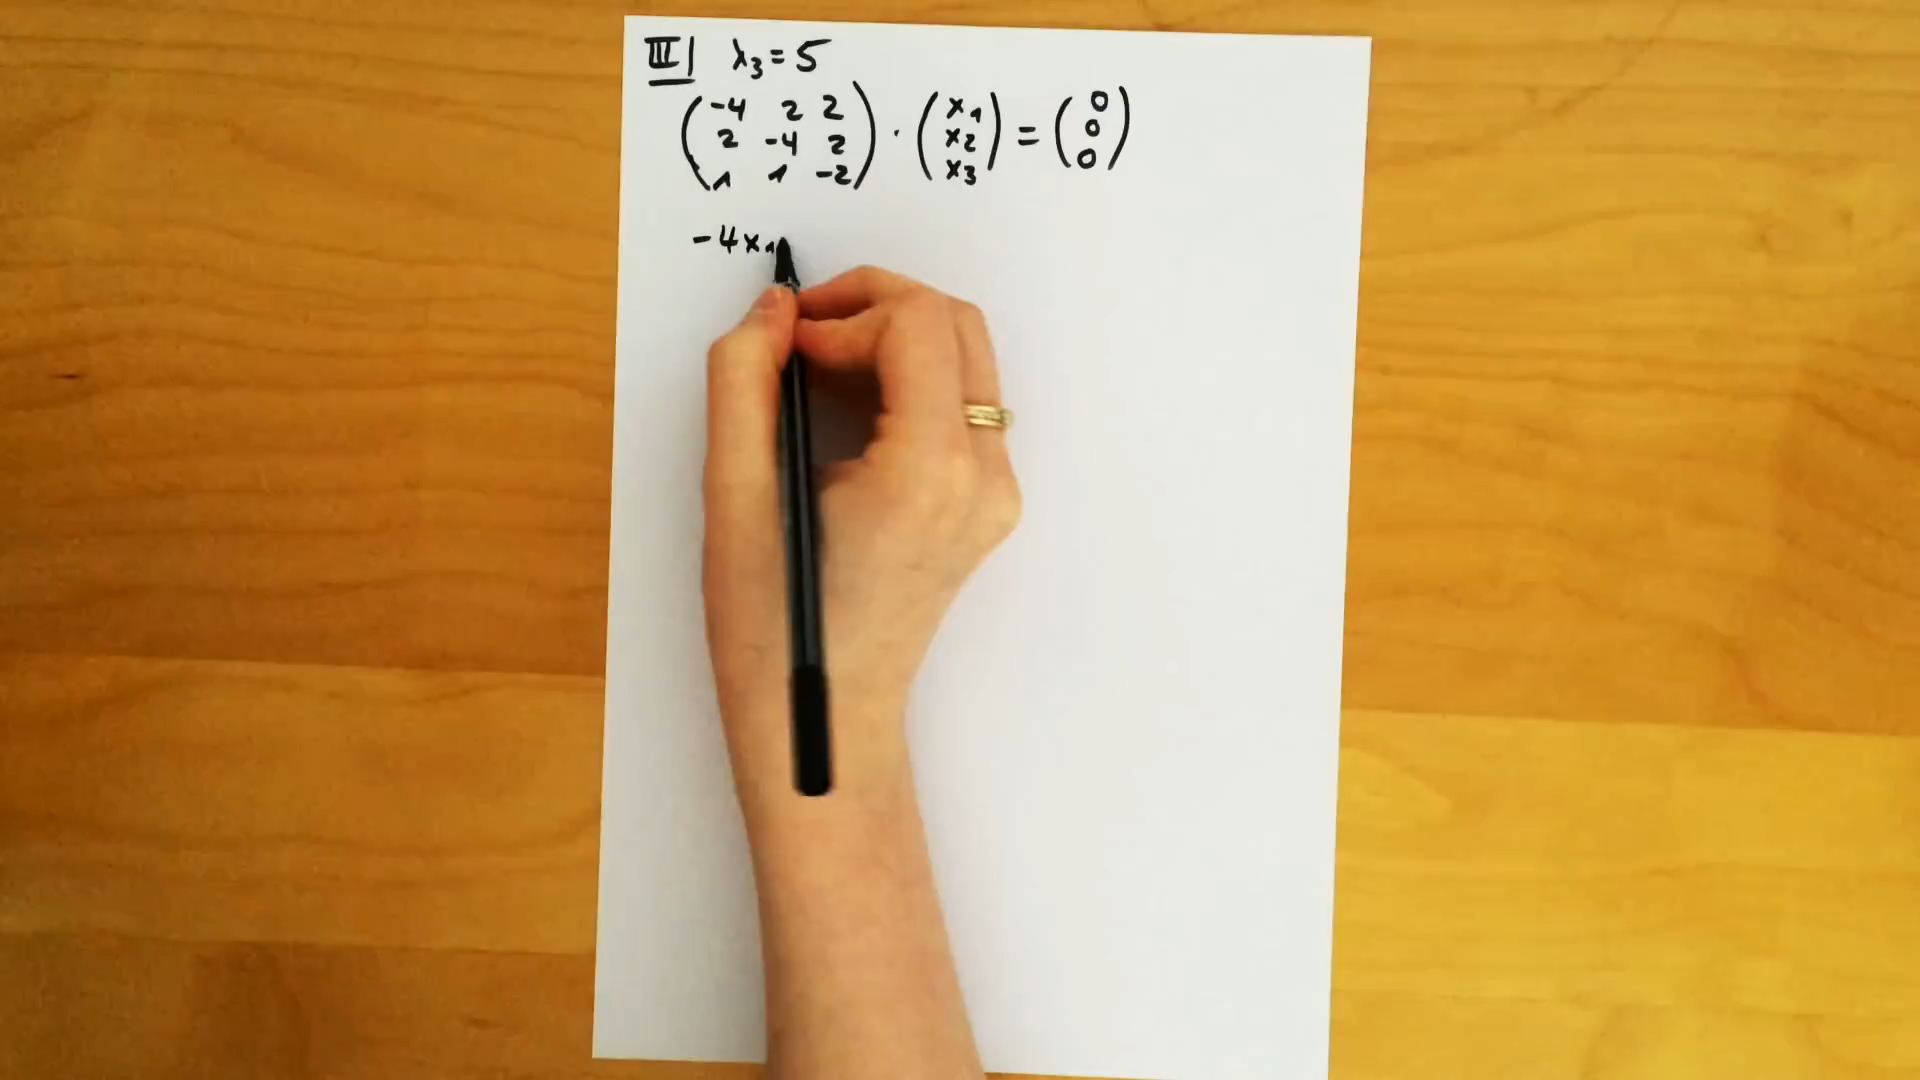 III) λ₃ = 5
(-4 2 2) (x₁) (0)
(2 -4 2) · (x₂) = (0)
(1 1 -2) (x₃) (0)
-4x₁